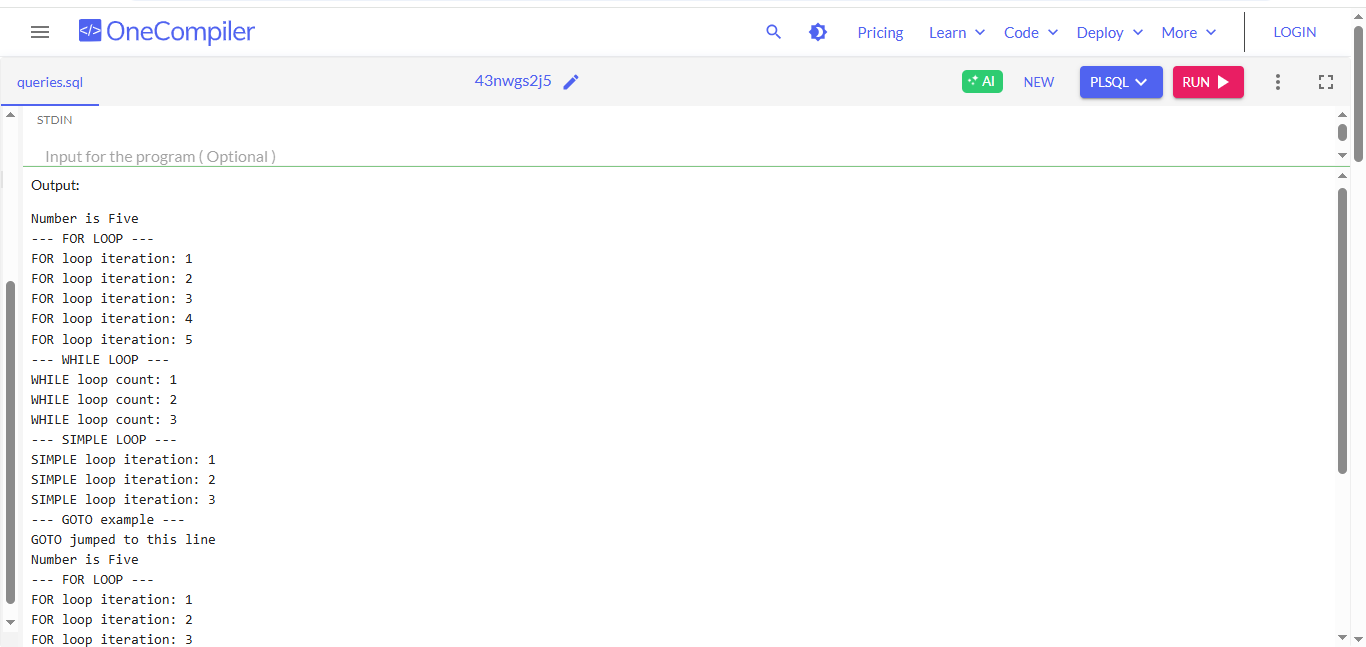 </> OneCompiler
Pricing Learn Code Deploy More LOGIN
queries.sql 43nwgs2j5 AI NEW PLSQL RUN
STDIN
Input for the program ( Optional )
Output:
Number is Five
--- FOR LOOP ---
FOR loop iteration: 1
FOR loop iteration: 2
FOR loop iteration: 3
FOR loop iteration: 4
FOR loop iteration: 5
--- WHILE LOOP ---
WHILE loop count: 1
WHILE loop count: 2
WHILE loop count: 3
--- SIMPLE LOOP ---
SIMPLE loop iteration: 1
SIMPLE loop iteration: 2
SIMPLE loop iteration: 3
--- GOTO example ---
GOTO jumped to this line
Number is Five
--- FOR LOOP ---
FOR loop iteration: 1
FOR loop iteration: 2
FOR loop iteration: 3